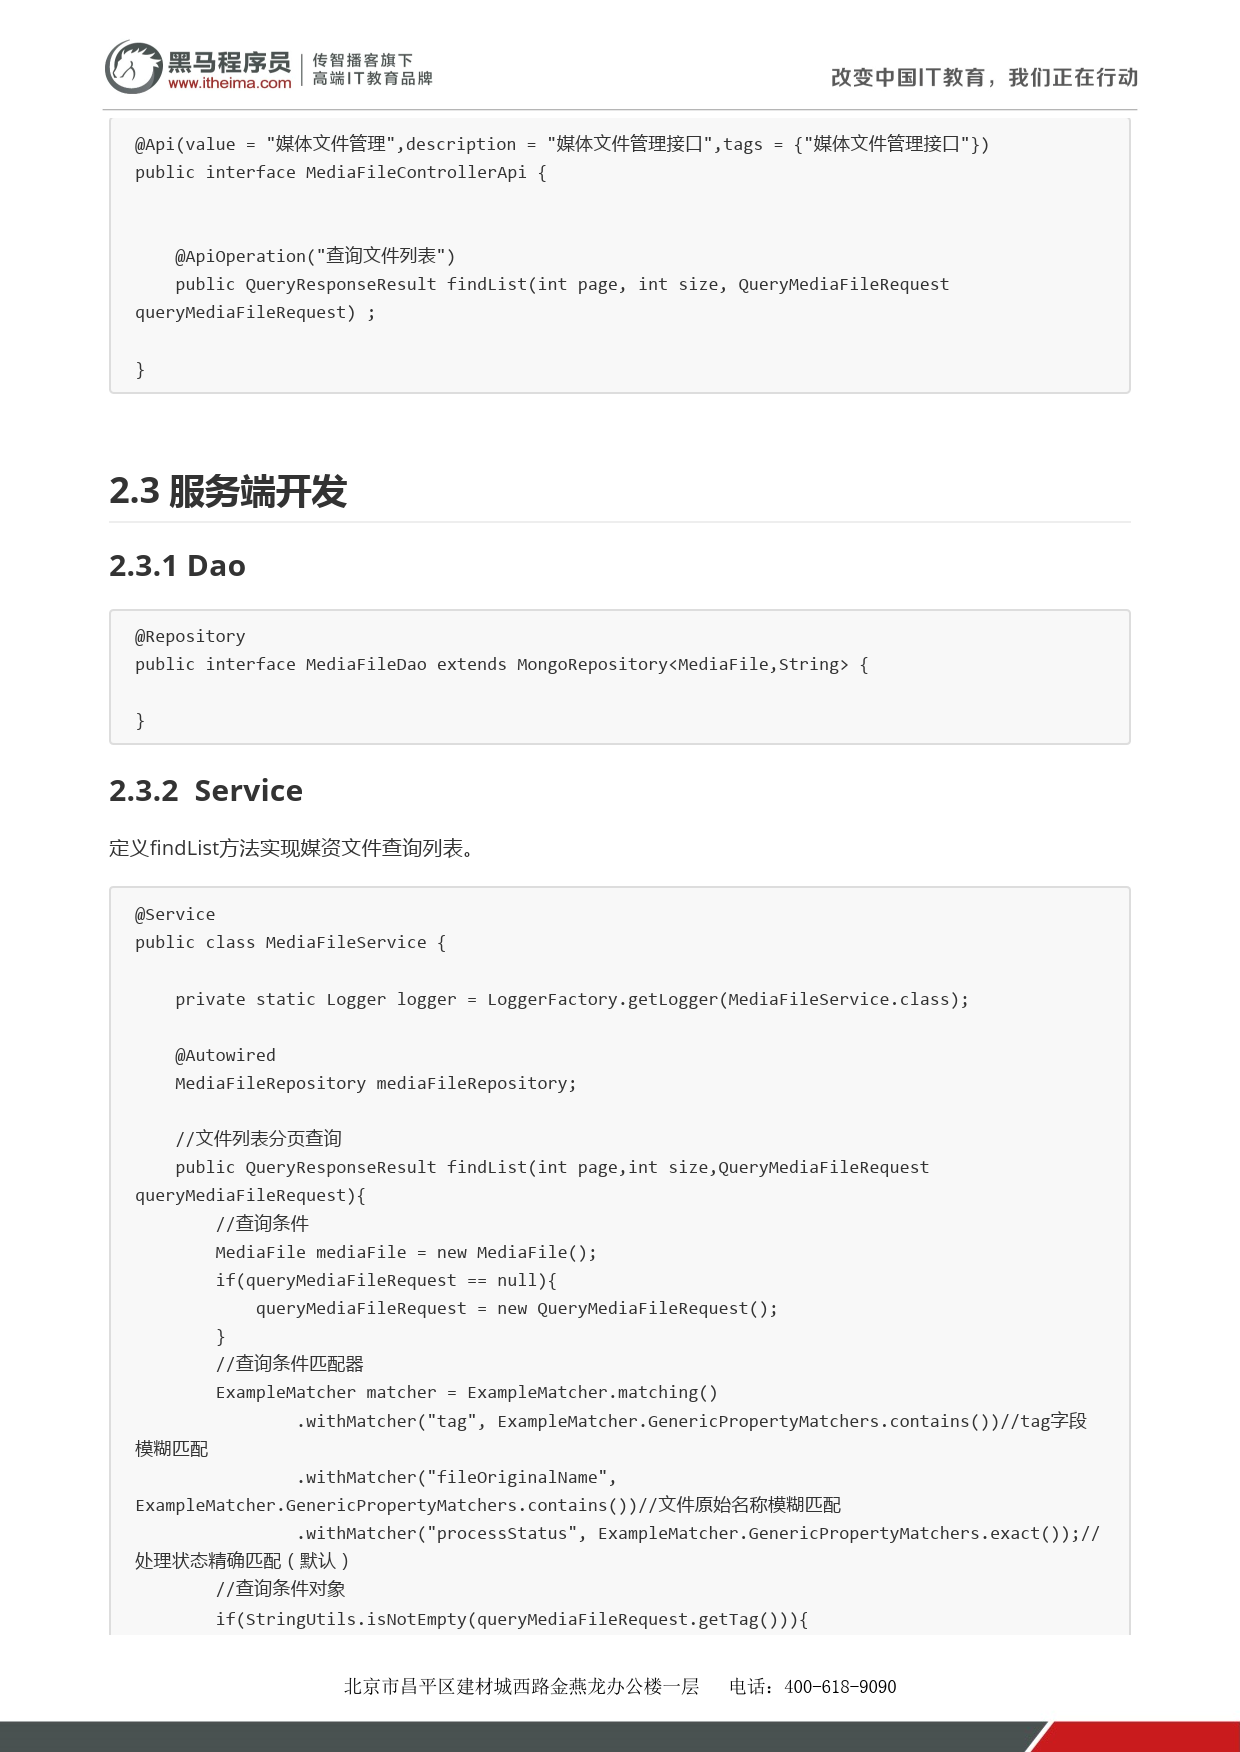 黑马程序员
www.itheima.com
传智播客旗下
高端IT教育品牌
改变中国IT教育，我们正在行动
@Api(value = "媒体文件管理",description = "媒体文件管理接口",tags = {"媒体文件管理接口"})
public interface MediaFileControllerApi {
@ApiOperation("查询文件列表")
public QueryResponseResult findList(int page, int size, QueryMediaFileRequest
queryMediaFileRequest) ;
}
2.3 服务端开发
2.3.1 Dao
@Repository
public interface MediaFileDao extends MongoRepository<MediaFile,String> {
}
2.3.2 Service
定义findList方法实现媒资文件查询列表。
@Service
public class MediaFileService {
private static Logger logger = LoggerFactory.getLogger(MediaFileService.class);
@Autowired
MediaFileRepository mediaFileRepository;
//文件列表分页查询
public QueryResponseResult findList(int page,int size,QueryMediaFileRequest
queryMediaFileRequest){
//查询条件
MediaFile mediaFile = new MediaFile();
if(queryMediaFileRequest == null){
queryMediaFileRequest = new QueryMediaFileRequest();
}
//查询条件匹配器
ExampleMatcher matcher = ExampleMatcher.matching()
.withMatcher("tag", ExampleMatcher.GenericPropertyMatchers.contains())//tag字段
模糊匹配
.withMatcher("fileOriginalName",
ExampleMatcher.GenericPropertyMatchers.contains())//文件原始名称模糊匹配
.withMatcher("processStatus", ExampleMatcher.GenericPropertyMatchers.exact());//
处理状态精确匹配（默认）
//查询条件对象
if(StringUtils.isNotEmpty(queryMediaFileRequest.getTag())){
北京市昌平区建材城西路金燕龙办公楼一层 电话：400-618-9090